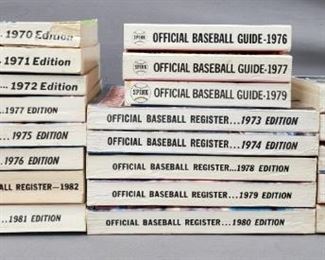 . 1970 Edition
.. 1971 Edition
... 1972 Edition
..1977 EDITION
... 1975 EDITION
... 1976 EDITION
ALL REGISTER—1982
... 1981 EDITION
SPINK OFFICIAL BASEBALL GUIDE-1976
SPINK OFFICIAL BASEBALL GUIDE-1977
SPINK OFFICIAL BASEBALL GUIDE-1979
OFFICIAL BASEBALL REGISTER...1973 EDITION
OFFICIAL BASEBALL REGISTER...1974 EDITION
OFFICIAL BASEBALL REGISTER...1978 EDITION
OFFICIAL BASEBALL REGISTER...1979 EDITION
OFFICIAL BASEBALL REGISTER...1980 EDITION